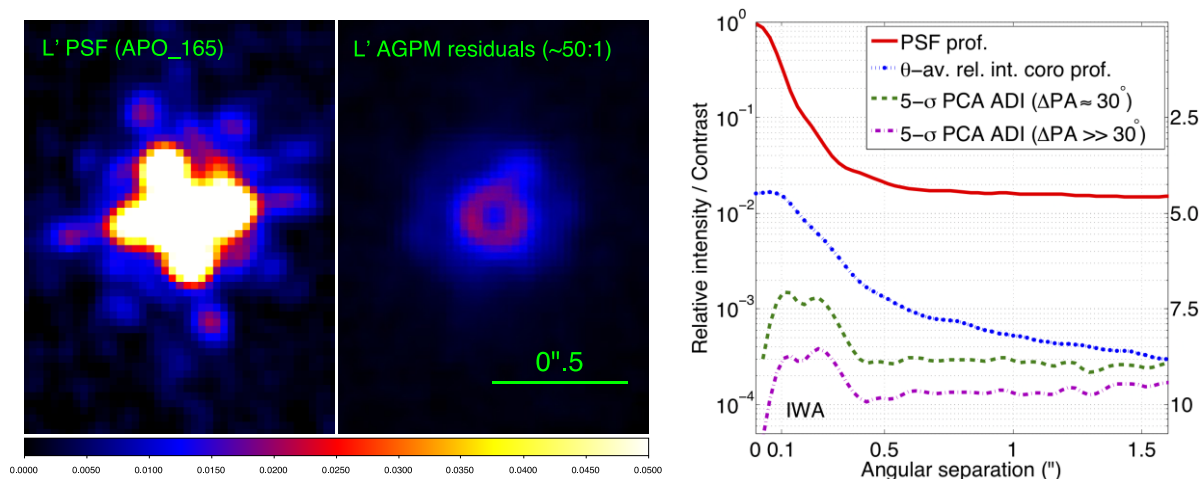 L' PSF (APO_165)
L' AGPM residuals (~50:1)
0".5
0.0000 0.0050 0.0100 0.0150 0.0200 0.0250 0.0300 0.0350 0.0400 0.0450 0.0500
Relative intensity / Contrast
10⁰
10⁻¹
10⁻²
10⁻³
10⁻⁴
PSF prof.
θ−av. rel. int. coro prof.
5−σ PCA ADI (ΔPA ≈ 30°)
5−σ PCA ADI (ΔPA >> 30°)
2.5
5.0
7.5
10
IWA
0 0.1 0.5 1 1.5
Angular separation (")